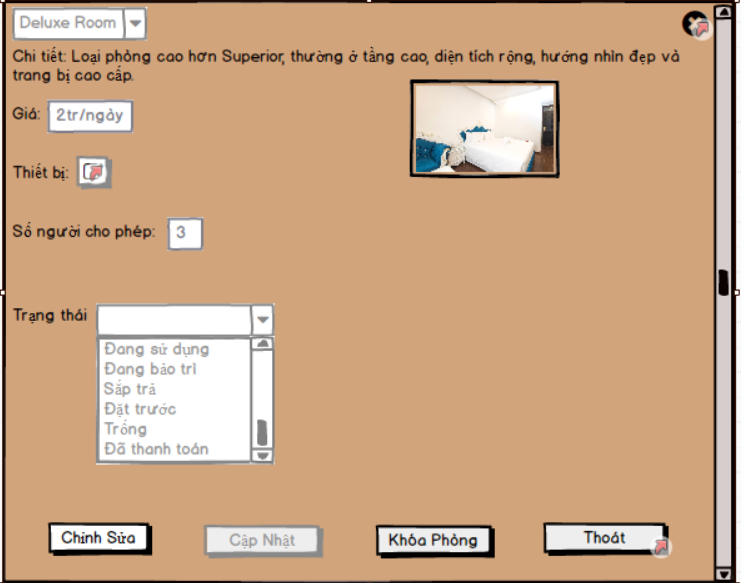 Deluxe Room
Chi tiết: Loại phòng cao hơn Superior, thường ở tầng cao, diện tích rộng, hướng nhìn đẹp và
trang bị cao cấp.
Giá: 2tr/ngày
Thiết bị:
Số người cho phép: 3
Trạng thái
Đang sử dụng
Đang bảo trì
Sắp trả
Đặt trước
Trống
Đã thanh toán
Chỉnh Sửa Cập Nhật Khóa Phòng Thoát